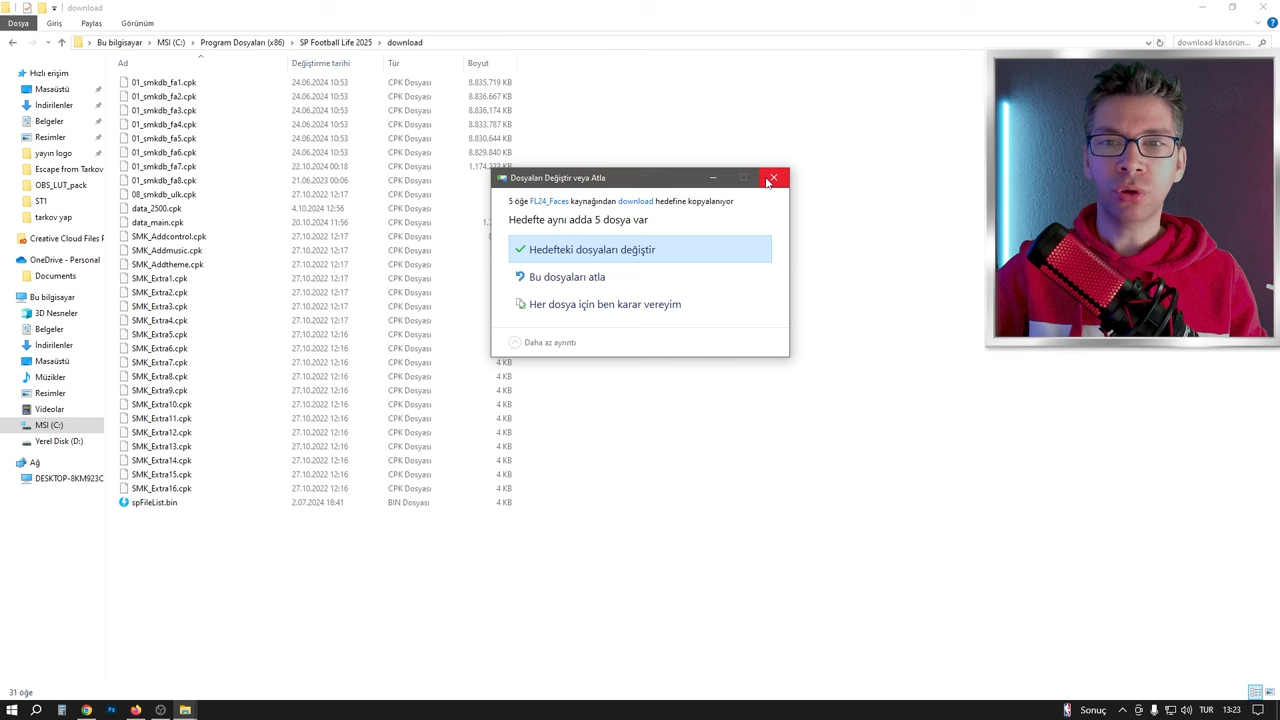 download
Dosya Giriş Paylaş Görünüm
Bu bilgisayar > MSI (C:) > Program Dosyaları (x86) > SP Football Life 2025 > download
download klasörün...
Ad Değiştirme tarihi Tür Boyut
Hızlı erişim
Masaüstü
İndirilenler
Belgeler
Resimler
yayın logo
Escape from Tarkov
OBS_LUT_pack
ST1
tarkov yap
Creative Cloud Files P
OneDrive - Personal
Documents
Bu bilgisayar
3D Nesneler
Belgeler
İndirilenler
Masaüstü
Müzikler
Resimler
Videolar
MSI (C:)
Yerel Disk (D:)
Ağ
DESKTOP-8KM923C
01_smkdb_fa1.cpk 24.06.2024 10:53 CPK Dosyası 8.835.719 KB
01_smkdb_fa2.cpk 24.06.2024 10:53 CPK Dosyası 8.836.667 KB
01_smkdb_fa3.cpk 24.06.2024 10:53 CPK Dosyası 8.836.174 KB
01_smkdb_fa4.cpk 24.06.2024 10:53 CPK Dosyası 8.833.787 KB
01_smkdb_fa5.cpk 24.06.2024 10:53 CPK Dosyası 8.830.644 KB
01_smkdb_fa6.cpk 24.06.2024 10:53 CPK Dosyası 8.829.840 KB
01_smkdb_fa7.cpk 22.10.2024 00:18 CPK Dosyası
01_smkdb_fa8.cpk 21.06.2023 00:06 CPK Dosyası
08_smkdb_ulk.cpk 27.10.2022 12:17 CPK Dosyası
data_2500.cpk 4.10.2024 12:56 CPK Dosyası
data_main.cpk 20.10.2024 11:56 CPK Dosyası
SMK_Addcontrol.cpk 27.10.2022 12:17 CPK Dosyası
SMK_Addmusic.cpk 27.10.2022 12:17 CPK Dosyası
SMK_Addtheme.cpk 27.10.2022 12:17 CPK Dosyası
SMK_Extra1.cpk 27.10.2022 12:17 CPK Dosyası
SMK_Extra2.cpk 27.10.2022 12:17 CPK Dosyası
SMK_Extra3.cpk 27.10.2022 12:17 CPK Dosyası
SMK_Extra4.cpk 27.10.2022 12:17 CPK Dosyası
SMK_Extra5.cpk 27.10.2022 12:16 CPK Dosyası
SMK_Extra6.cpk 27.10.2022 12:16 CPK Dosyası
SMK_Extra7.cpk 27.10.2022 12:16 CPK Dosyası 4 KB
SMK_Extra8.cpk 27.10.2022 12:16 CPK Dosyası 4 KB
SMK_Extra9.cpk 27.10.2022 12:16 CPK Dosyası 4 KB
SMK_Extra10.cpk 27.10.2022 12:16 CPK Dosyası 4 KB
SMK_Extra11.cpk 27.10.2022 12:16 CPK Dosyası 4 KB
SMK_Extra12.cpk 27.10.2022 12:16 CPK Dosyası 4 KB
SMK_Extra13.cpk 27.10.2022 12:16 CPK Dosyası 4 KB
SMK_Extra14.cpk 27.10.2022 12:16 CPK Dosyası 4 KB
SMK_Extra15.cpk 27.10.2022 12:16 CPK Dosyası 4 KB
SMK_Extra16.cpk 27.10.2022 12:16 CPK Dosyası 4 KB
spFileList.bin 2.07.2024 18:41 BIN Dosyası 4 KB
Dosyaları Değiştir veya Atla
5 öğe FL24_Faces kaynağından download hedefine kopyalanıyor
Hedefte aynı adda 5 dosya var
Hedefteki dosyaları değiştir
Bu dosyaları atla
Her dosya için ben karar vereyim
Daha az ayrıntı
31 öğe
Sonuç TUR 13:23